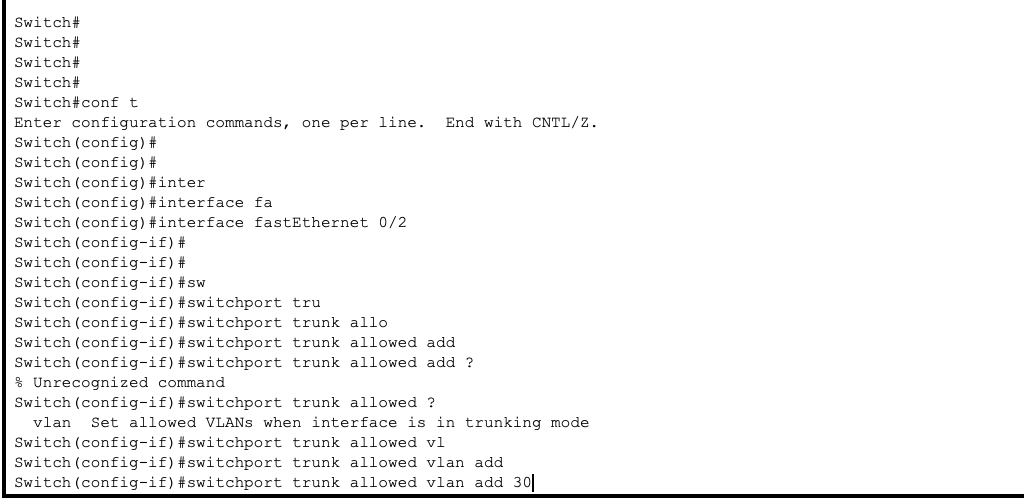 Switch#
Switch#
Switch#
Switch#
Switch#conf t
Enter configuration commands, one per line.  End with CNTL/Z.
Switch(config)#
Switch(config)#
Switch(config)#inter
Switch(config)#interface fa
Switch(config)#interface fastEthernet 0/2
Switch(config-if)#
Switch(config-if)#
Switch(config-if)#sw
Switch(config-if)#switchport tru
Switch(config-if)#switchport trunk allo
Switch(config-if)#switchport trunk allowed add
Switch(config-if)#switchport trunk allowed add ?
% Unrecognized command
Switch(config-if)#switchport trunk allowed ?
  vlan  Set allowed VLANs when interface is in trunking mode
Switch(config-if)#switchport trunk allowed vl
Switch(config-if)#switchport trunk allowed vlan add
Switch(config-if)#switchport trunk allowed vlan add 30